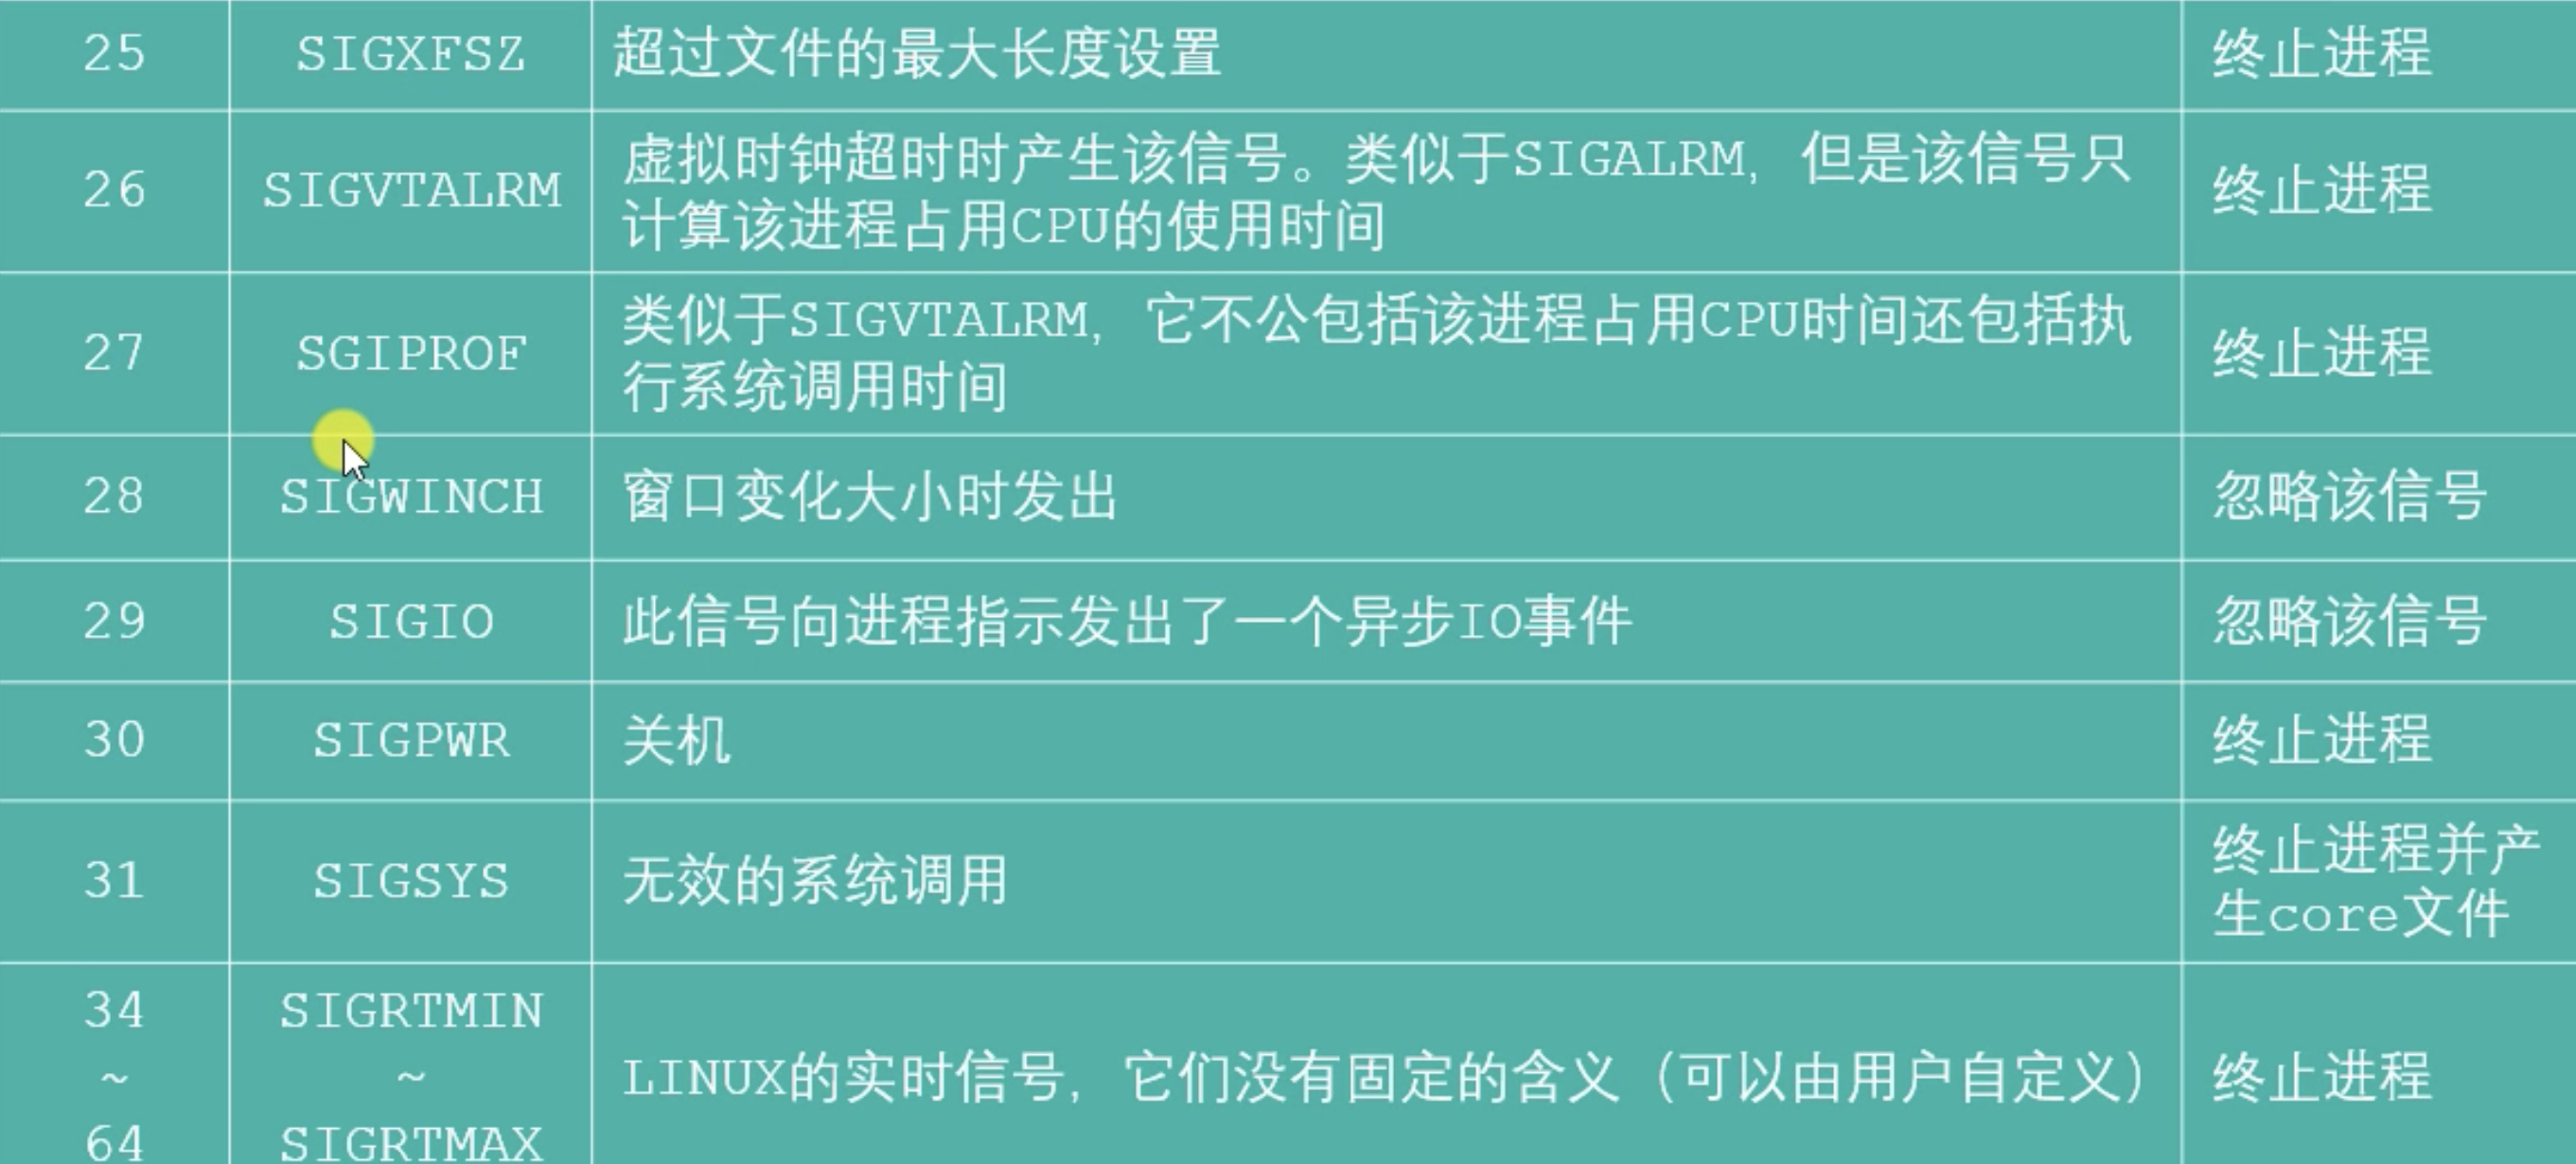 25 SIGXFSZ 超过文件的最大长度设置 终止进程
26 SIGVTALRM 虚拟时钟超时时产生该信号。类似于SIGALRM，但是该信号只
计算该进程占用CPU的使用时间 终止进程
27 SGIPROF 类似于SIGVTALRM，它不公包括该进程占用CPU时间还包括执
行系统调用时间 终止进程
28 SIGWINCH 窗口变化大小时发出 忽略该信号
29 SIGIO 此信号向进程指示发出了一个异步IO事件 忽略该信号
30 SIGPWR 关机 终止进程
31 SIGSYS 无效的系统调用 终止进程并产
生core文件
34 SIGRTMIN
~ ~ LINUX的实时信号，它们没有固定的含义（可以由用户自定义） 终止进程
64 SIGRTMAX